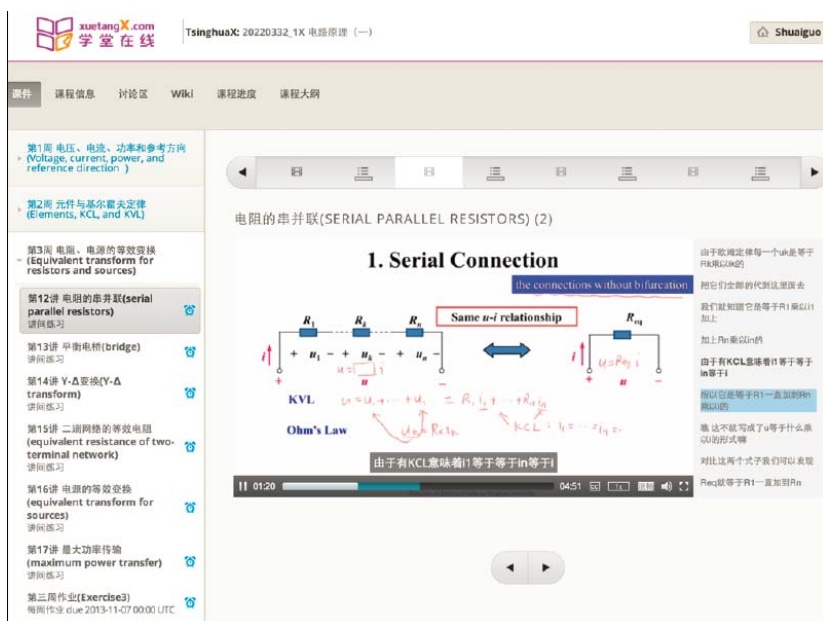 xuetangX.com
学堂在线
TsinghuaX: 20220332_1X 电路原理（一）
Shuaiguo
课件 课程信息 讨论区 Wiki 课程进度 课程大纲
第1周 电压、电流、功率和参考方向
(Voltage, current, power, and
reference direction )
第2周 元件与基尔霍夫定律
(Elements, KCL, and KVL)
第3周 电阻、电源的等效变换
(Equivalent transform for
resistors and sources)
第12讲 电阻的串并联(serial
parallel resistors)
讲间练习
第13讲 平衡电桥(bridge)
讲间练习
第14讲 Y-Δ变换(Y-Δ
transform)
讲间练习
第15讲 二端网络的等效电阻
(equivalent resistance of two-
terminal network)
讲间练习
第16讲 电源的等效变换
(equivalent transform for
sources)
讲间练习
第17讲 最大功率传输
(maximum power transfer)
讲间练习
第三周作业(Exercise3)
每周作业 due 2013-11-07 00:00 UTC
电阻的串并联(SERIAL PARALLEL RESISTORS) (2)
1. Serial Connection
the connections without bifurcation
R1 Rk Rn Same u-i relationship Req
i + u1 - + uk - + un - i
u=Req i
+ u - + u -
KVL u=u1+…+un = R1i1+…+Rnin
Ohm's Law
由于有KCL意味着i1等于等于in等于i
01:20 04:51 1x
由于欧姆定律每一个uk是等于
Rk乘以ik的
把它们全部的代到这里面去
我们就知道它是等于R1乘以i1
加上
加上Rn乘以in的
由于有KCL意味着i1等于等于
in等于i
所以它是等于R1一直加到Rn
乘以i的
瞧 这不就写成了u等于什么乘
以i的形式嘛
对比这两个式子我们可以发现
Req就等于R1一直加到Rn